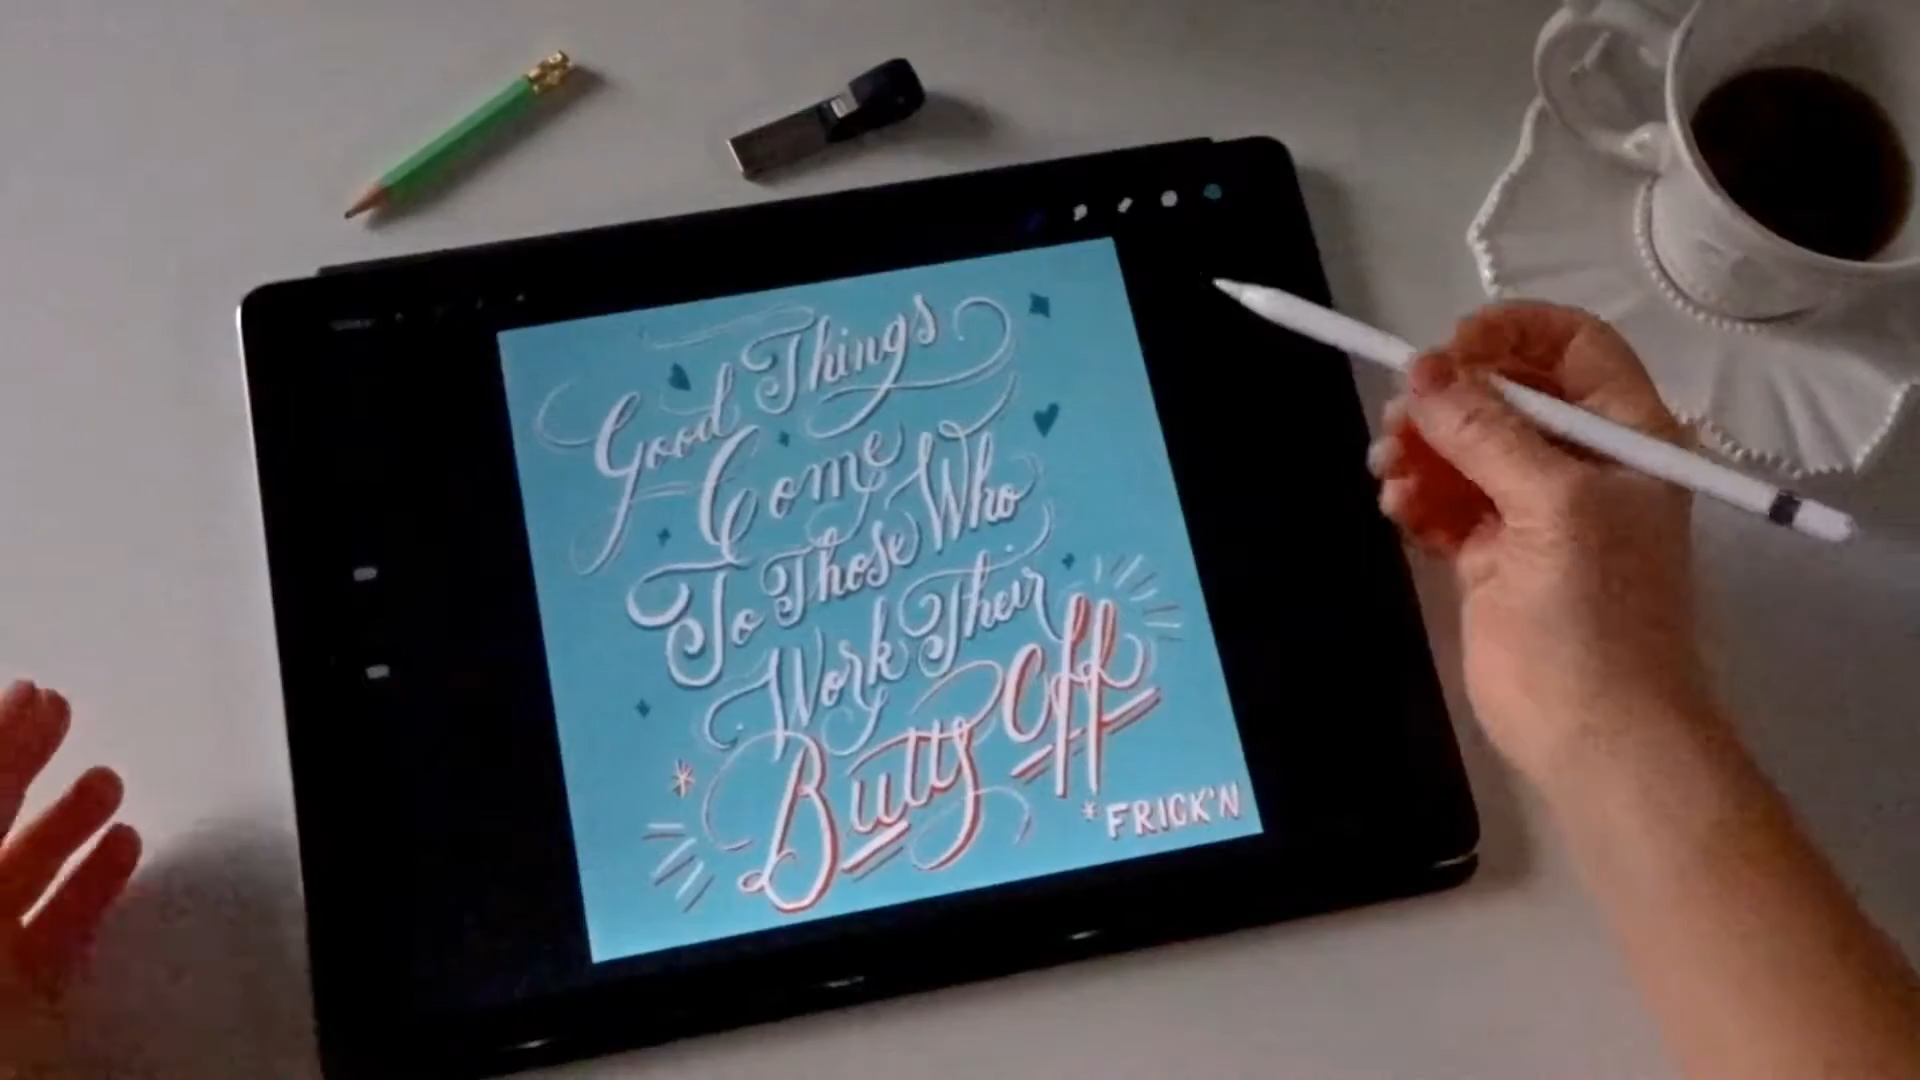 Good Things
Come
To Those Who
Work Their
Butts Off
*FRICK'N